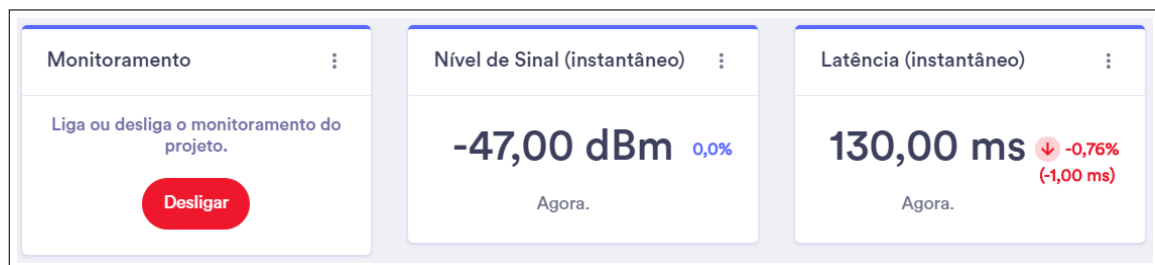 Monitoramento
Liga ou desliga o monitoramento do
projeto.
Desligar
Nível de Sinal (instantâneo)
-47,00 dBm 0,0%
Agora.
Latência (instantâneo)
130,00 ms -0,76%
(-1,00 ms)
Agora.